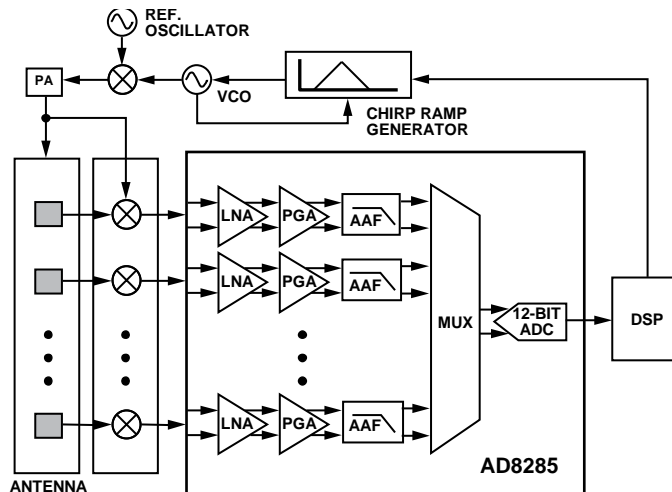 REF.
OSCILLATOR
PA
VCO
CHIRP RAMP
GENERATOR
LNA
PGA
AAF
LNA
PGA
AAF
MUX
12-BIT
ADC
DSP
LNA
PGA
AAF
AD8285
ANTENNA